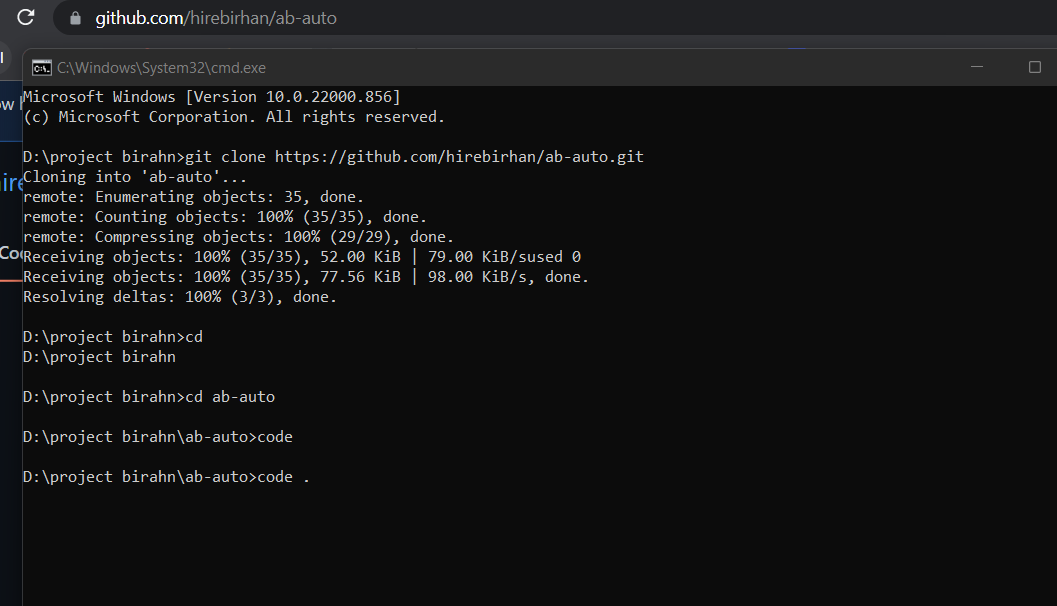 github.com/hirebirhan/ab-auto
C:\Windows\System32\cmd.exe
Microsoft Windows [Version 10.0.22000.856]
(c) Microsoft Corporation. All rights reserved.
D:\project birahn>git clone https://github.com/hirebirhan/ab-auto.git
Cloning into 'ab-auto'...
remote: Enumerating objects: 35, done.
remote: Counting objects: 100% (35/35), done.
remote: Compressing objects: 100% (29/29), done.
Receiving objects: 100% (35/35), 52.00 KiB | 79.00 KiB/sused 0
Receiving objects: 100% (35/35), 77.56 KiB | 98.00 KiB/s, done.
Resolving deltas: 100% (3/3), done.
D:\project birahn>cd
D:\project birahn
D:\project birahn>cd ab-auto
D:\project birahn\ab-auto>code
D:\project birahn\ab-auto>code .